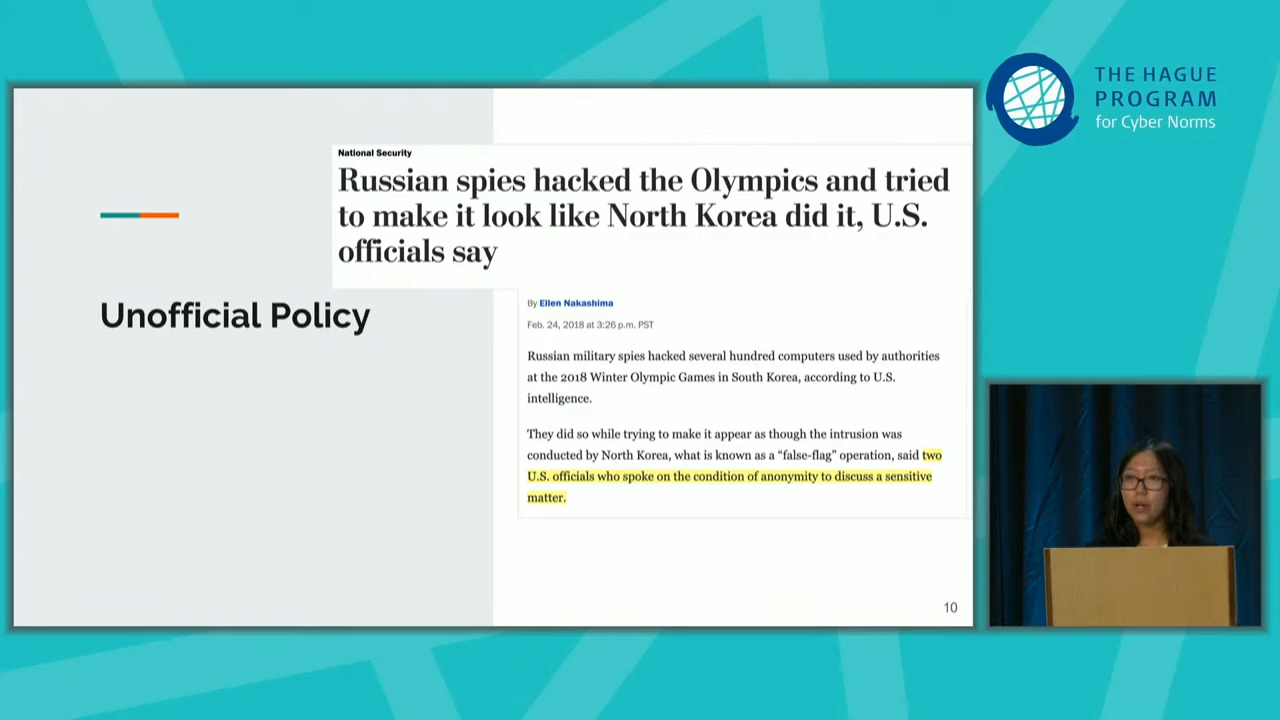 THE HAGUE
PROGRAM
for Cyber Norms
National Security
Russian spies hacked the Olympics and tried
to make it look like North Korea did it, U.S.
officials say
Unofficial Policy
By Ellen Nakashima
Feb. 24, 2018 at 3:26 p.m. PST
Russian military spies hacked several hundred computers used by authorities
at the 2018 Winter Olympic Games in South Korea, according to U.S.
intelligence.
They did so while trying to make it appear as though the intrusion was
conducted by North Korea, what is known as a “false-flag” operation, said two
U.S. officials who spoke on the condition of anonymity to discuss a sensitive
matter.
10